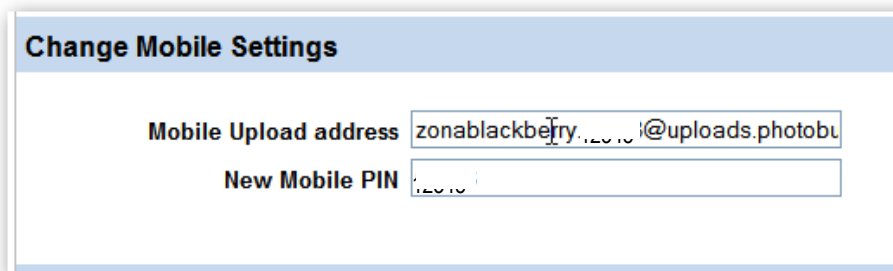 Change Mobile Settings
Mobile Upload address zonablackberry. @uploads.photobu
New Mobile PIN